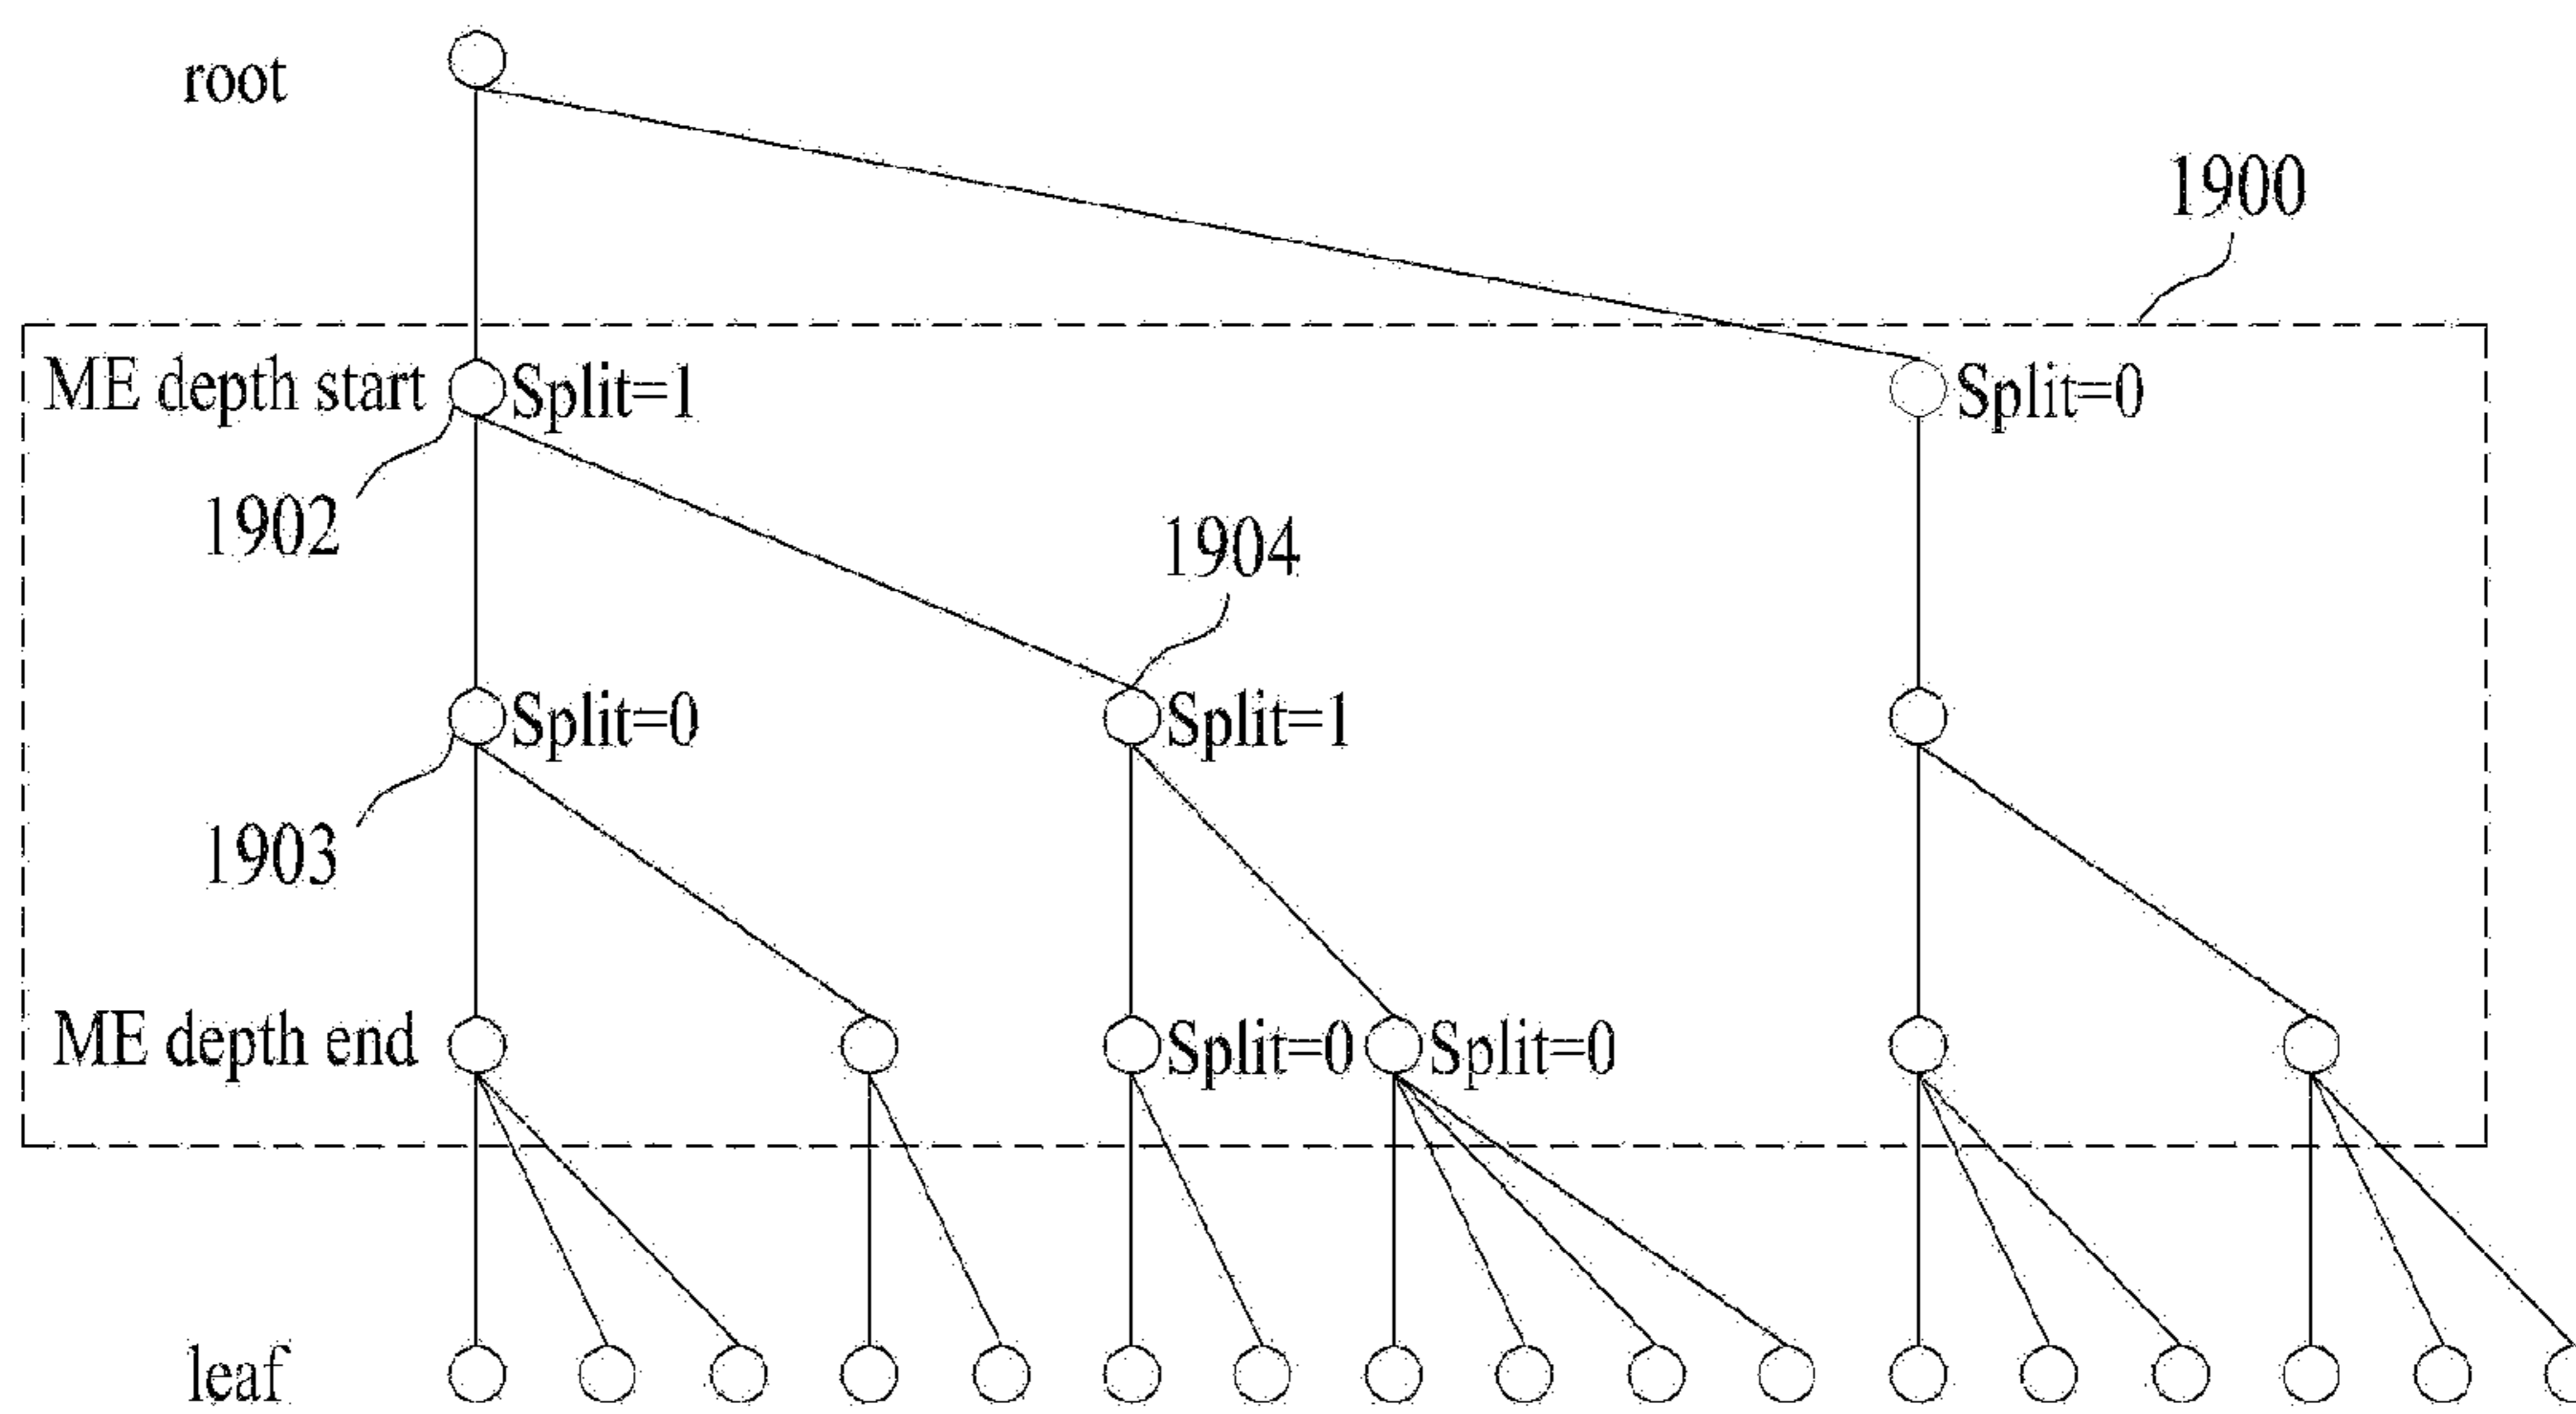 root
1900
ME depth start
Split=1
Split=0
1902
1904
Split=0
Split=1
1903
ME depth end
Split=0
Split=0
leaf